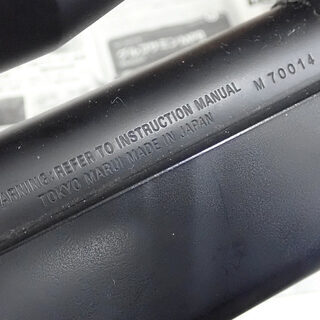 WARNING:REFER TO INSTRUCTION MANUAL M70014
TOKYO MARUI MADE IN JAPAN